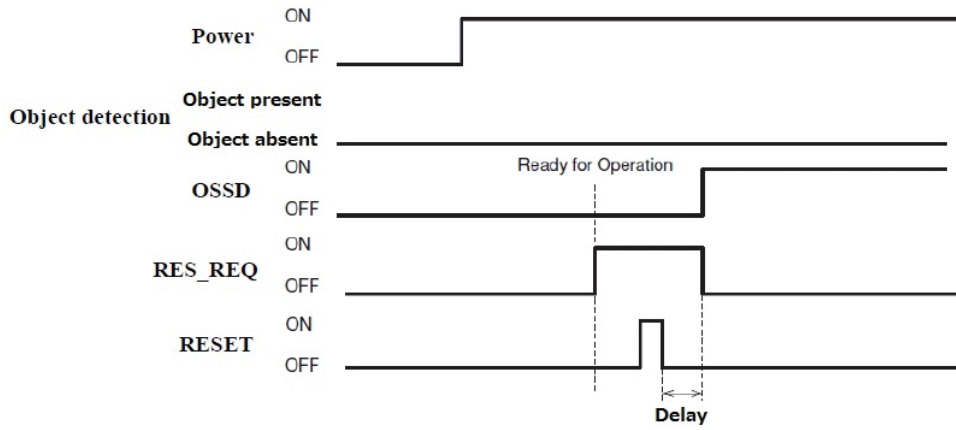 ON
Power
OFF
Object present
Object detection
Object absent
Ready for Operation
ON
OSSD
OFF
ON
RES_REQ
OFF
ON
RESET
OFF
Delay